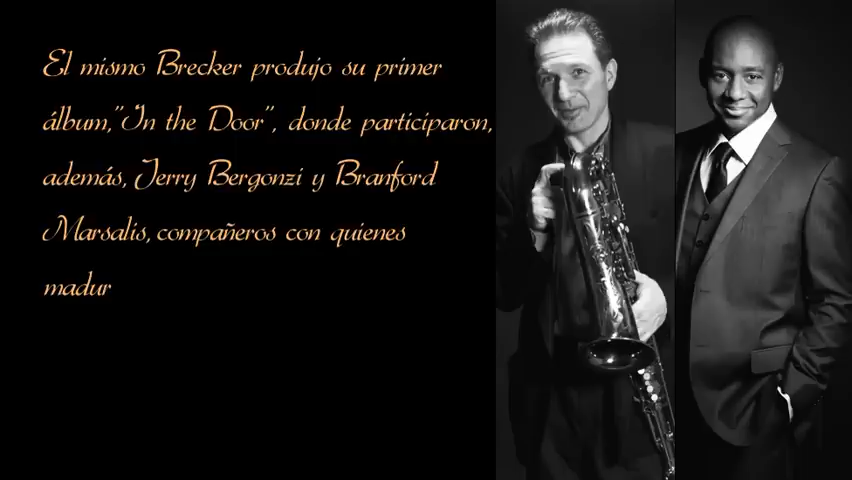 El mismo Brecker produjo su primer
álbum,"In the Door", donde participaron,
además, Jerry Bergonzi y Branford
Marsalis, compañeros con quienes
madur